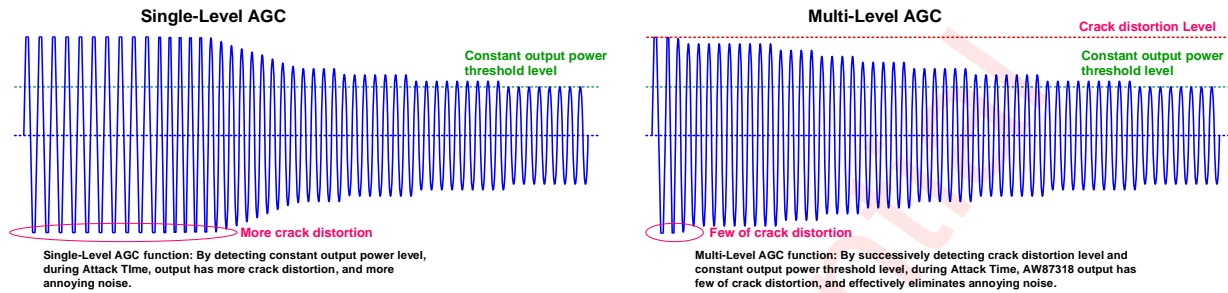 Single-Level AGC
Constant output power
threshold level
More crack distortion
Single-Level AGC function: By detecting constant output power level,
during Attack TIme, output has more crack distortion, and more
annoying noise.
Multi-Level AGC
Crack distortion Level
Constant output power
threshold level
Few of crack distortion
Multi-Level AGC function: By successively detecting crack distortion level and
constant output power threshold level, during Attack Time, AW87318 output has
few of crack distortion, and effectively eliminates annoying noise.